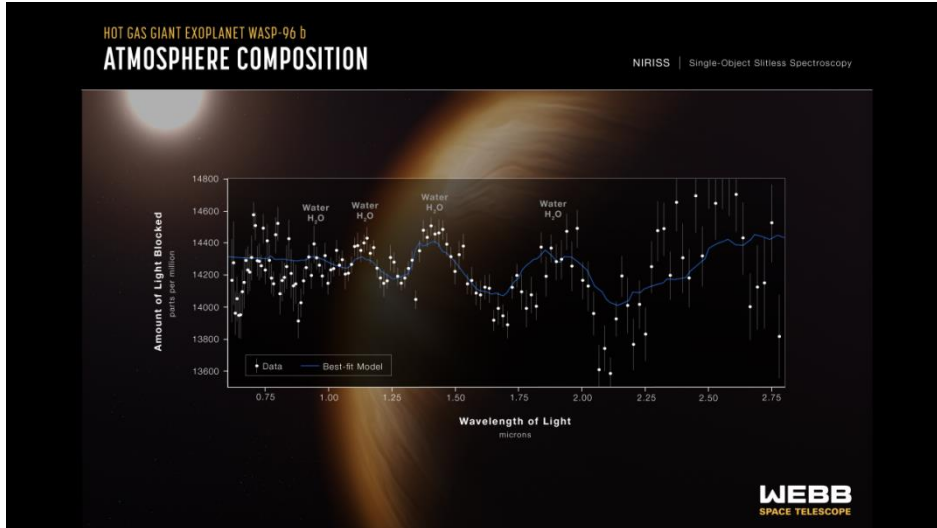 HOT GAS GIANT EXOPLANET WASP-96 b
ATMOSPHERE COMPOSITION
NIRISS | Single-Object Slitless Spectroscopy
14800
14600
14400
14200
14000
13800
13600
Amount of Light Blocked
parts per million
Water
H₂O
Water
H₂O
Water
H₂O
Water
H₂O
Data
Best-fit Model
0.75
1.00
1.25
1.50
1.75
2.00
2.25
2.50
2.75
Wavelength of Light
microns
WEBB
SPACE TELESCOPE